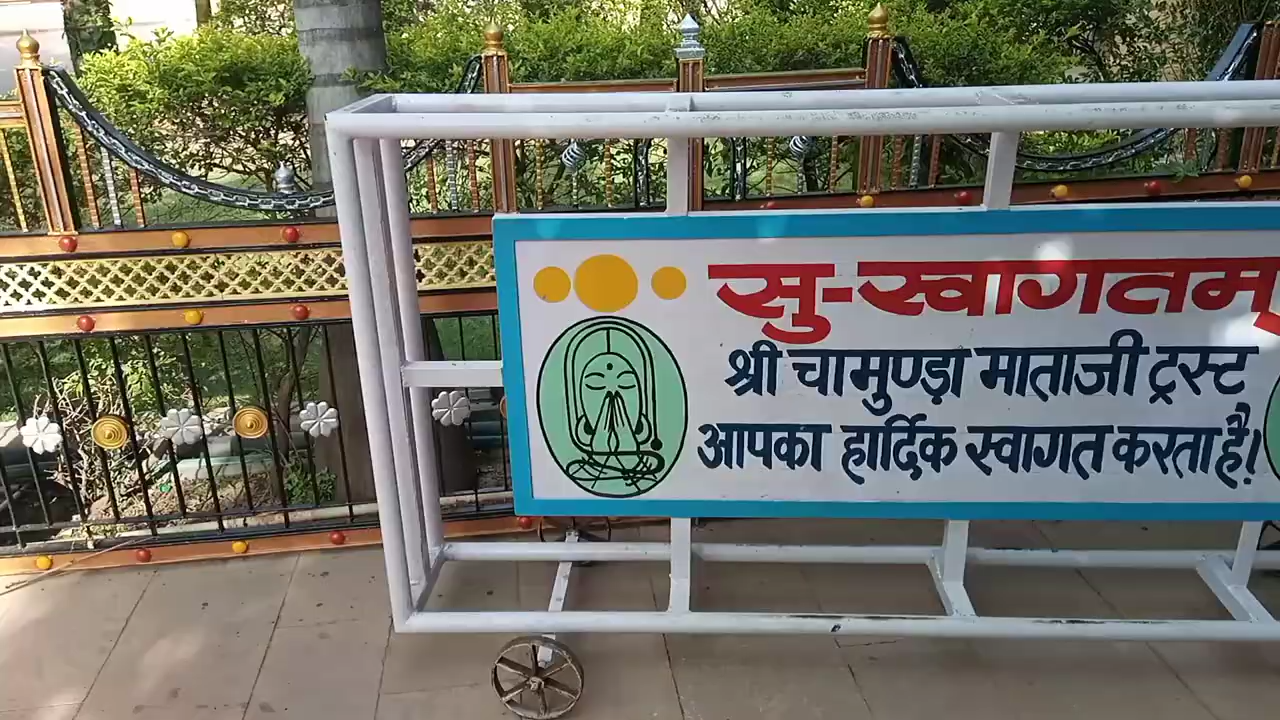 सु-स्वागतम्
श्री चामुण्ड़ा माताजी ट्रस्ट
आपका हार्दिक स्वागत करता है!